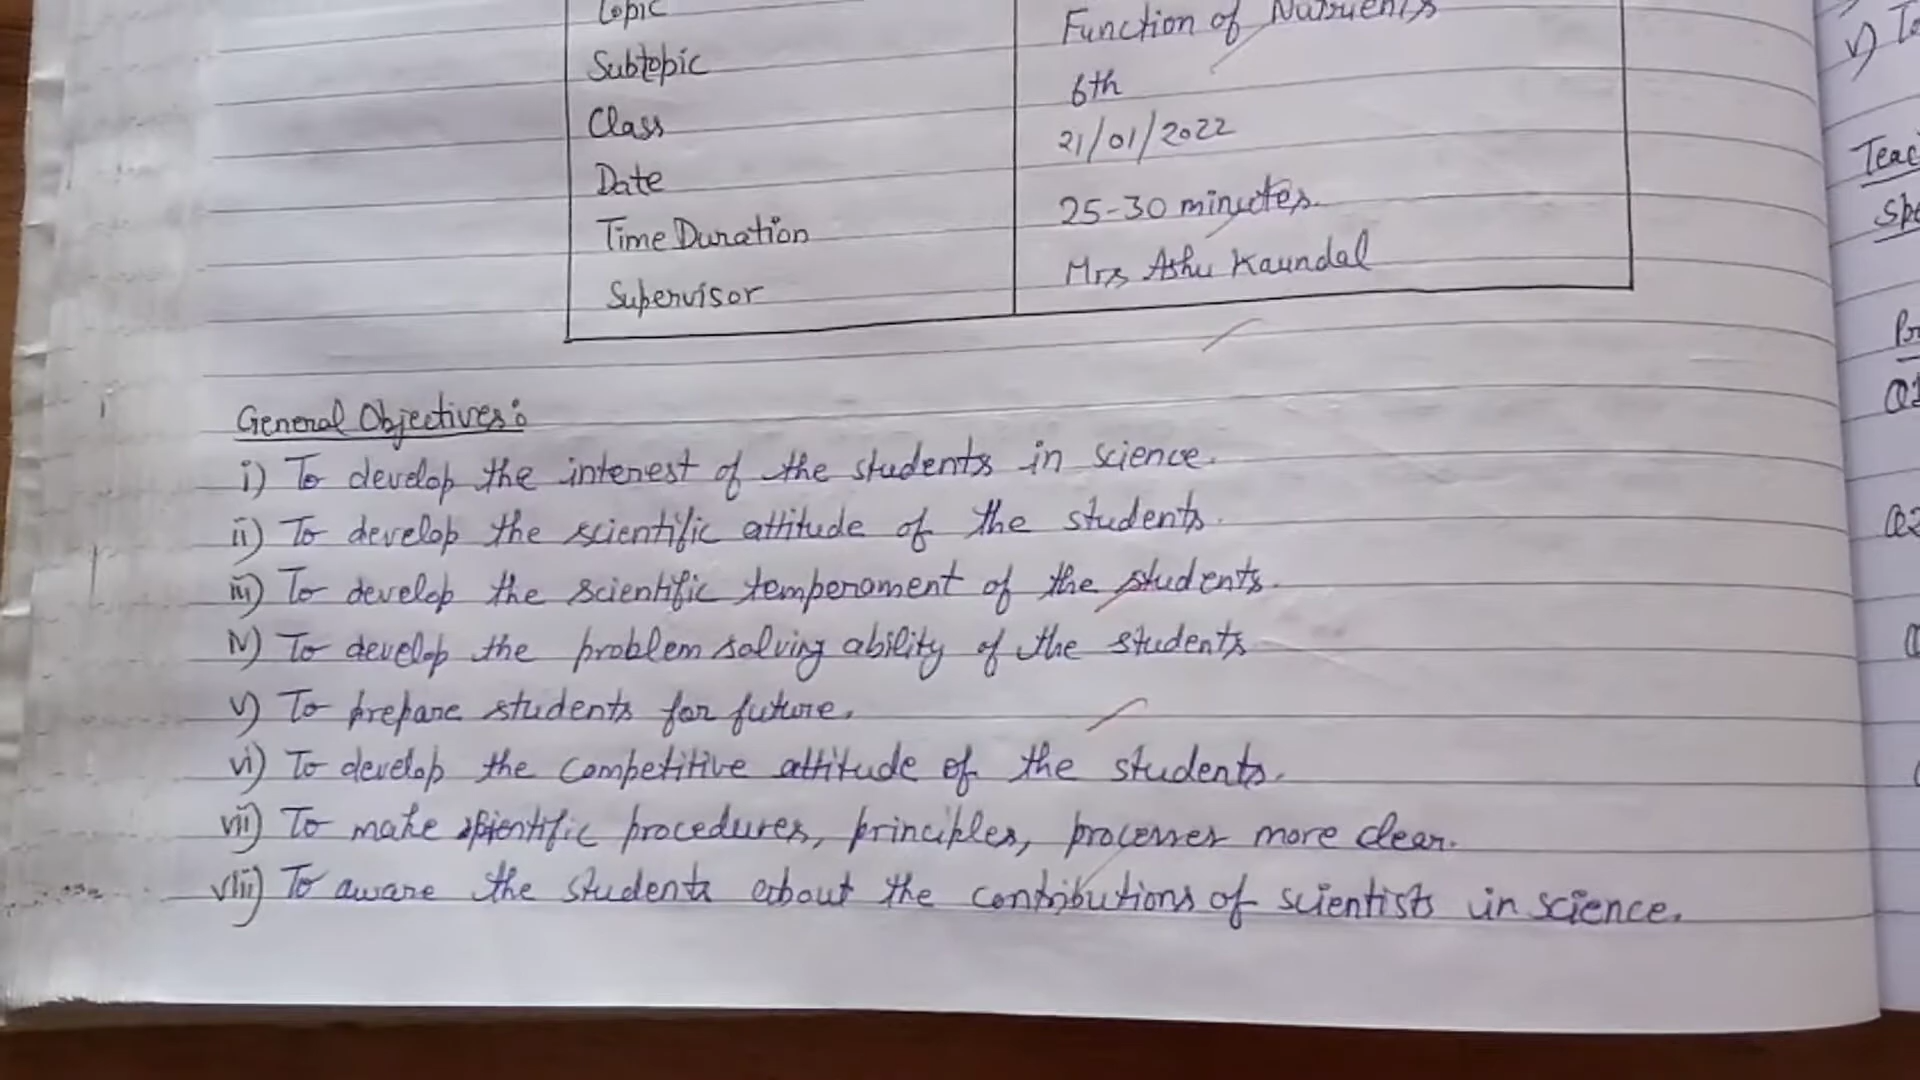 Topic
Subtopic Function of Nutrients
Class 6th
Date 21/01/2022
Time Duration 25-30 minutes
Supervisor Mrs Ashu Kaundal
General Objectives:
i) To develop the interest of the students in science.
ii) To develop the scientific attitude of the students.
iii) To develop the scientific temperament of the students.
iv) To develop the problem solving ability of the students
v) To prepare students for future.
vi) To develop the competitive attitude of the students.
vii) To make scientific procedures, principles, processes more clear.
viii) To aware the students about the contributions of scientists in science.
v) To
Teac
Spe
Q1
Q2